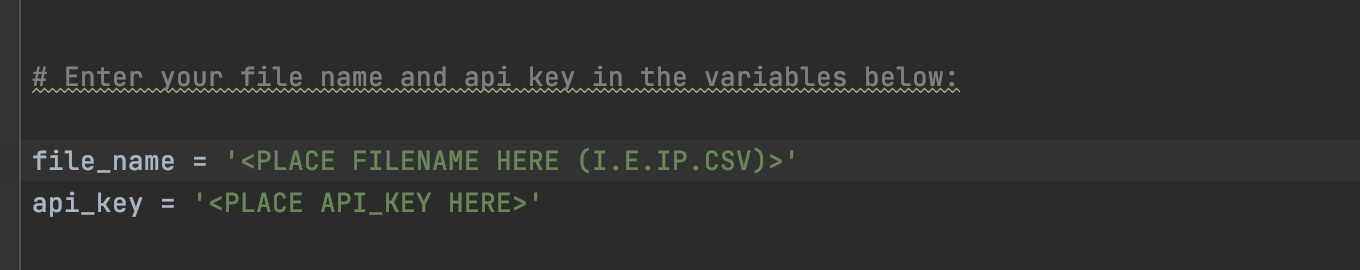 # Enter your file name and api key in the variables below:
file_name = '<PLACE FILENAME HERE (I.E.IP.CSV)>'
api_key = '<PLACE API_KEY HERE>'